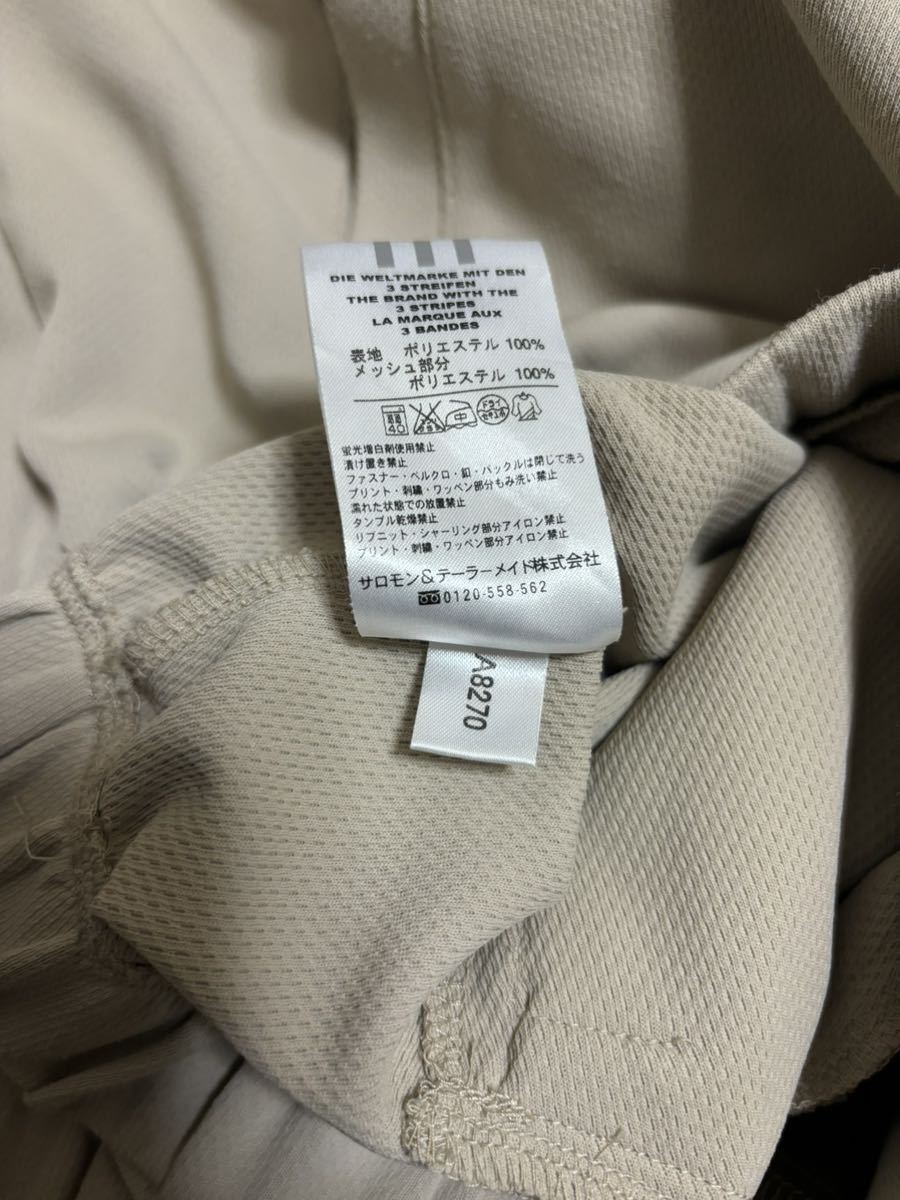 DIE WELTMARKE MIT DEN
3 STREIFEN
THE BRAND WITH THE
3 STRIPES
LA MARQUE AUX
3 BANDES
表地 ポリエステル 100%
メッシュ部分
ポリエステル 100%
40 ドライ セキユ系
蛍光増白剤使用禁止
漬け置き禁止
ファスナー・ベルクロ・釦・バックルは閉じて洗う
プリント・刺繍・ワッペン部分もみ洗い禁止
濡れた状態での放置禁止
タンブル乾燥禁止
リブニット・シャーリング部分アイロン禁止
プリント・刺繍・ワッペン部分アイロン禁止
サロモン&テーラーメイド株式会社
0120-558-562
A8270